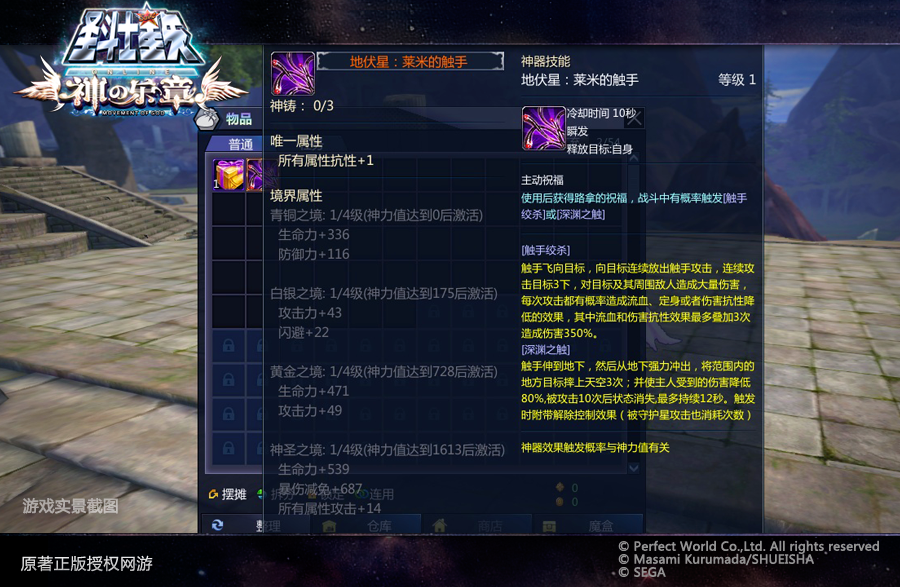 圣斗士星矢
ONLINE
神の乐章
MOVEMENT OF GOD
物品
普通
1
地伏星：莱米的触手
神铸： 0/3
唯一属性
所有属性抗性+1
境界属性
青铜之境: 1/4级(神力值达到0后激活)
生命力+336
防御力+116
白银之境: 1/4级(神力值达到175后激活)
攻击力+43
闪避+22
黄金之境: 1/4级(神力值达到728后激活)
生命力+471
攻击力+49
神圣之境: 1/4级(神力值达到1613后激活)
生命力+539
暴伤减免+687
所有属性攻击+14
神器技能
地伏星：莱米的触手 等级 1
冷却时间 10秒
瞬发
释放目标:自身
主动祝福
使用后获得路拿的祝福，战斗中有概率触发[触手
绞杀]或[深渊之触]
[触手绞杀]
触手飞向目标，向目标连续放出触手攻击，连续攻
击目标3下，对目标及其周围敌人造成大量伤害，
每次攻击都有概率造成流血、定身或者伤害抗性降
低的效果，其中流血和伤害抗性效果最多叠加3次
造成伤害350%。
[深渊之触]
触手伸到地下，然后从地下强力冲出，将范围内的
地方目标摔上天空3次；并使主人受到的伤害降低
80%,被攻击10次后状态消失,最多持续12秒。触发
时附带解除控制效果（被守护星攻击也消耗次数）
神器效果触发概率与神力值有关
摆摊
连用
0
0
仓库
商店
魔盒
游戏实景截图
原著正版授权网游
© Perfect World Co.,Ltd. All rights reserved
© Masami Kurumada/SHUEISHA
© SEGA